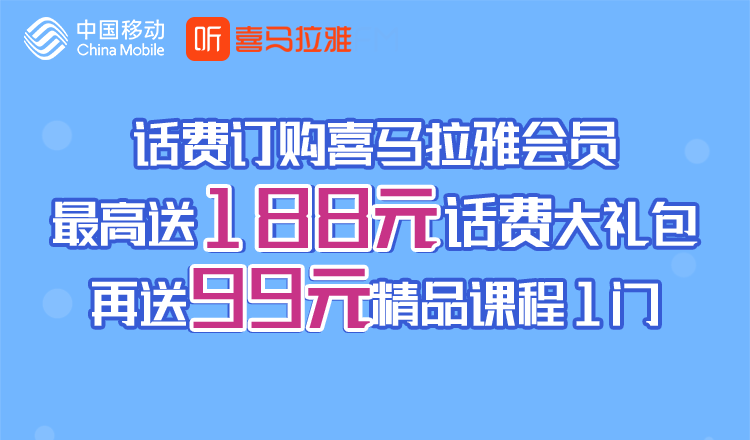 中国移动
China Mobile
听 喜马拉雅
话费订购喜马拉雅会员
最高送188元话费大礼包
再送99元精品课程1门